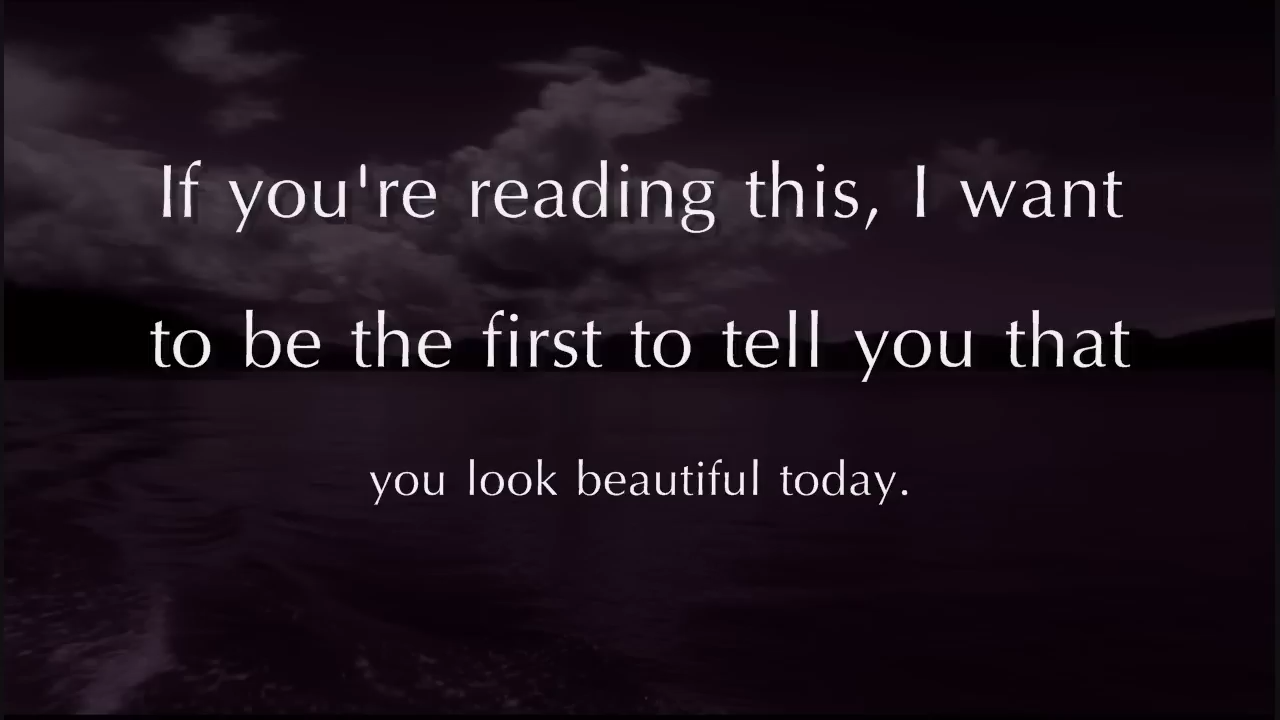 If you're reading this, I want
to be the first to tell you that
you look beautiful today.